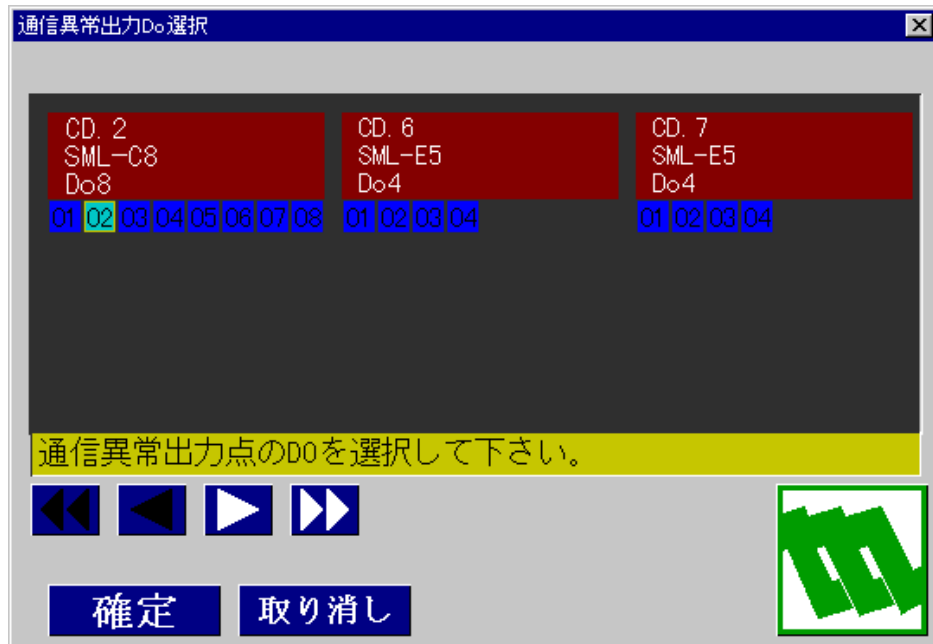 通信異常出力Do選択
CD. 2
SML-C8
Do8
01 02 03 04 05 06 07 08
CD. 6
SML-E5
Do4
01 02 03 04
CD. 7
SML-E5
Do4
01 02 03 04
通信異常出力点のDOを選択して下さい。
確定
取り消し